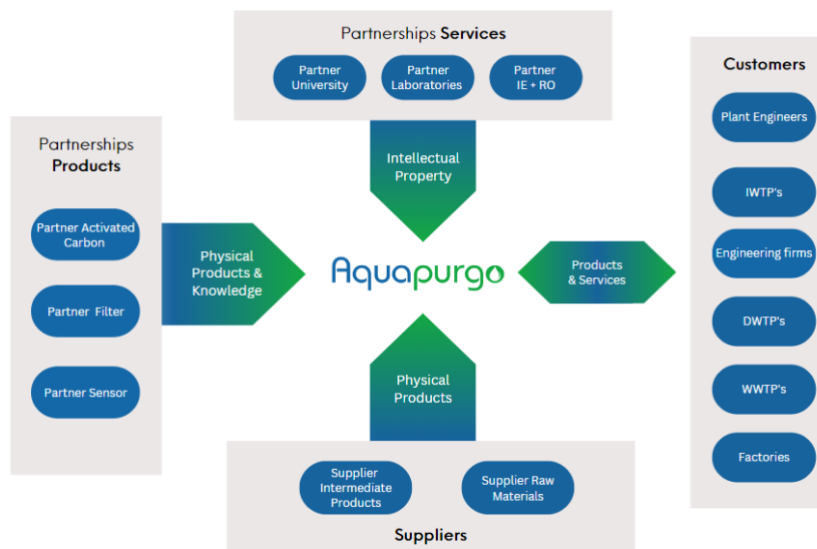 Partnerships Services
Partner
University
Partner
Laboratories
Partner
IE + RO
Customers
Plant Engineers
IWTP's
Engineering firms
DWTP's
WWTP's
Factories
Partnerships
Products
Partner Activated
Carbon
Partner Filter
Partner Sensor
Intellectual
Property
Physical
Products &
Knowledge
Aquapurgo
Products
& Services
Physical
Products
Supplier
Intermediate
Products
Supplier Raw
Materials
Suppliers